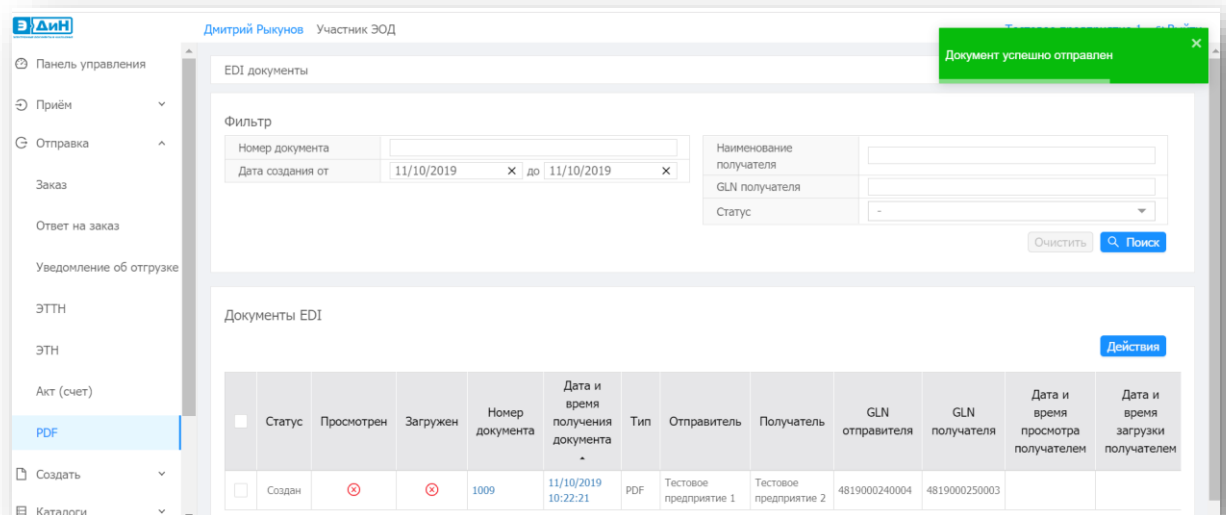 Э ДиН
Дмитрий Рыкунов Участник ЭОД
Документ успешно отправлен
Панель управления
Приём
Отправка
Заказ
Ответ на заказ
Уведомление об отгрузке
ЭТТН
ЭТН
Акт (счет)
PDF
Создать
Каталоги
EDI документы
Фильтр
Номер документа
Дата создания от 11/10/2019 до 11/10/2019
Наименование
получателя
GLN получателя
Статус -
Очистить Поиск
Документы EDI
Действия
Статус
Просмотрен
Загружен
Номер
документа
Дата и
время
получения
документа
Тип
Отправитель
Получатель
GLN
отправителя
GLN
получателя
Дата и
время
просмотра
получателем
Дата и
время
загрузки
получателем
Создан
1009
11/10/2019
10:22:21
PDF
Тестовое
предприятие 1
Тестовое
предприятие 2
4819000240004
4819000250003